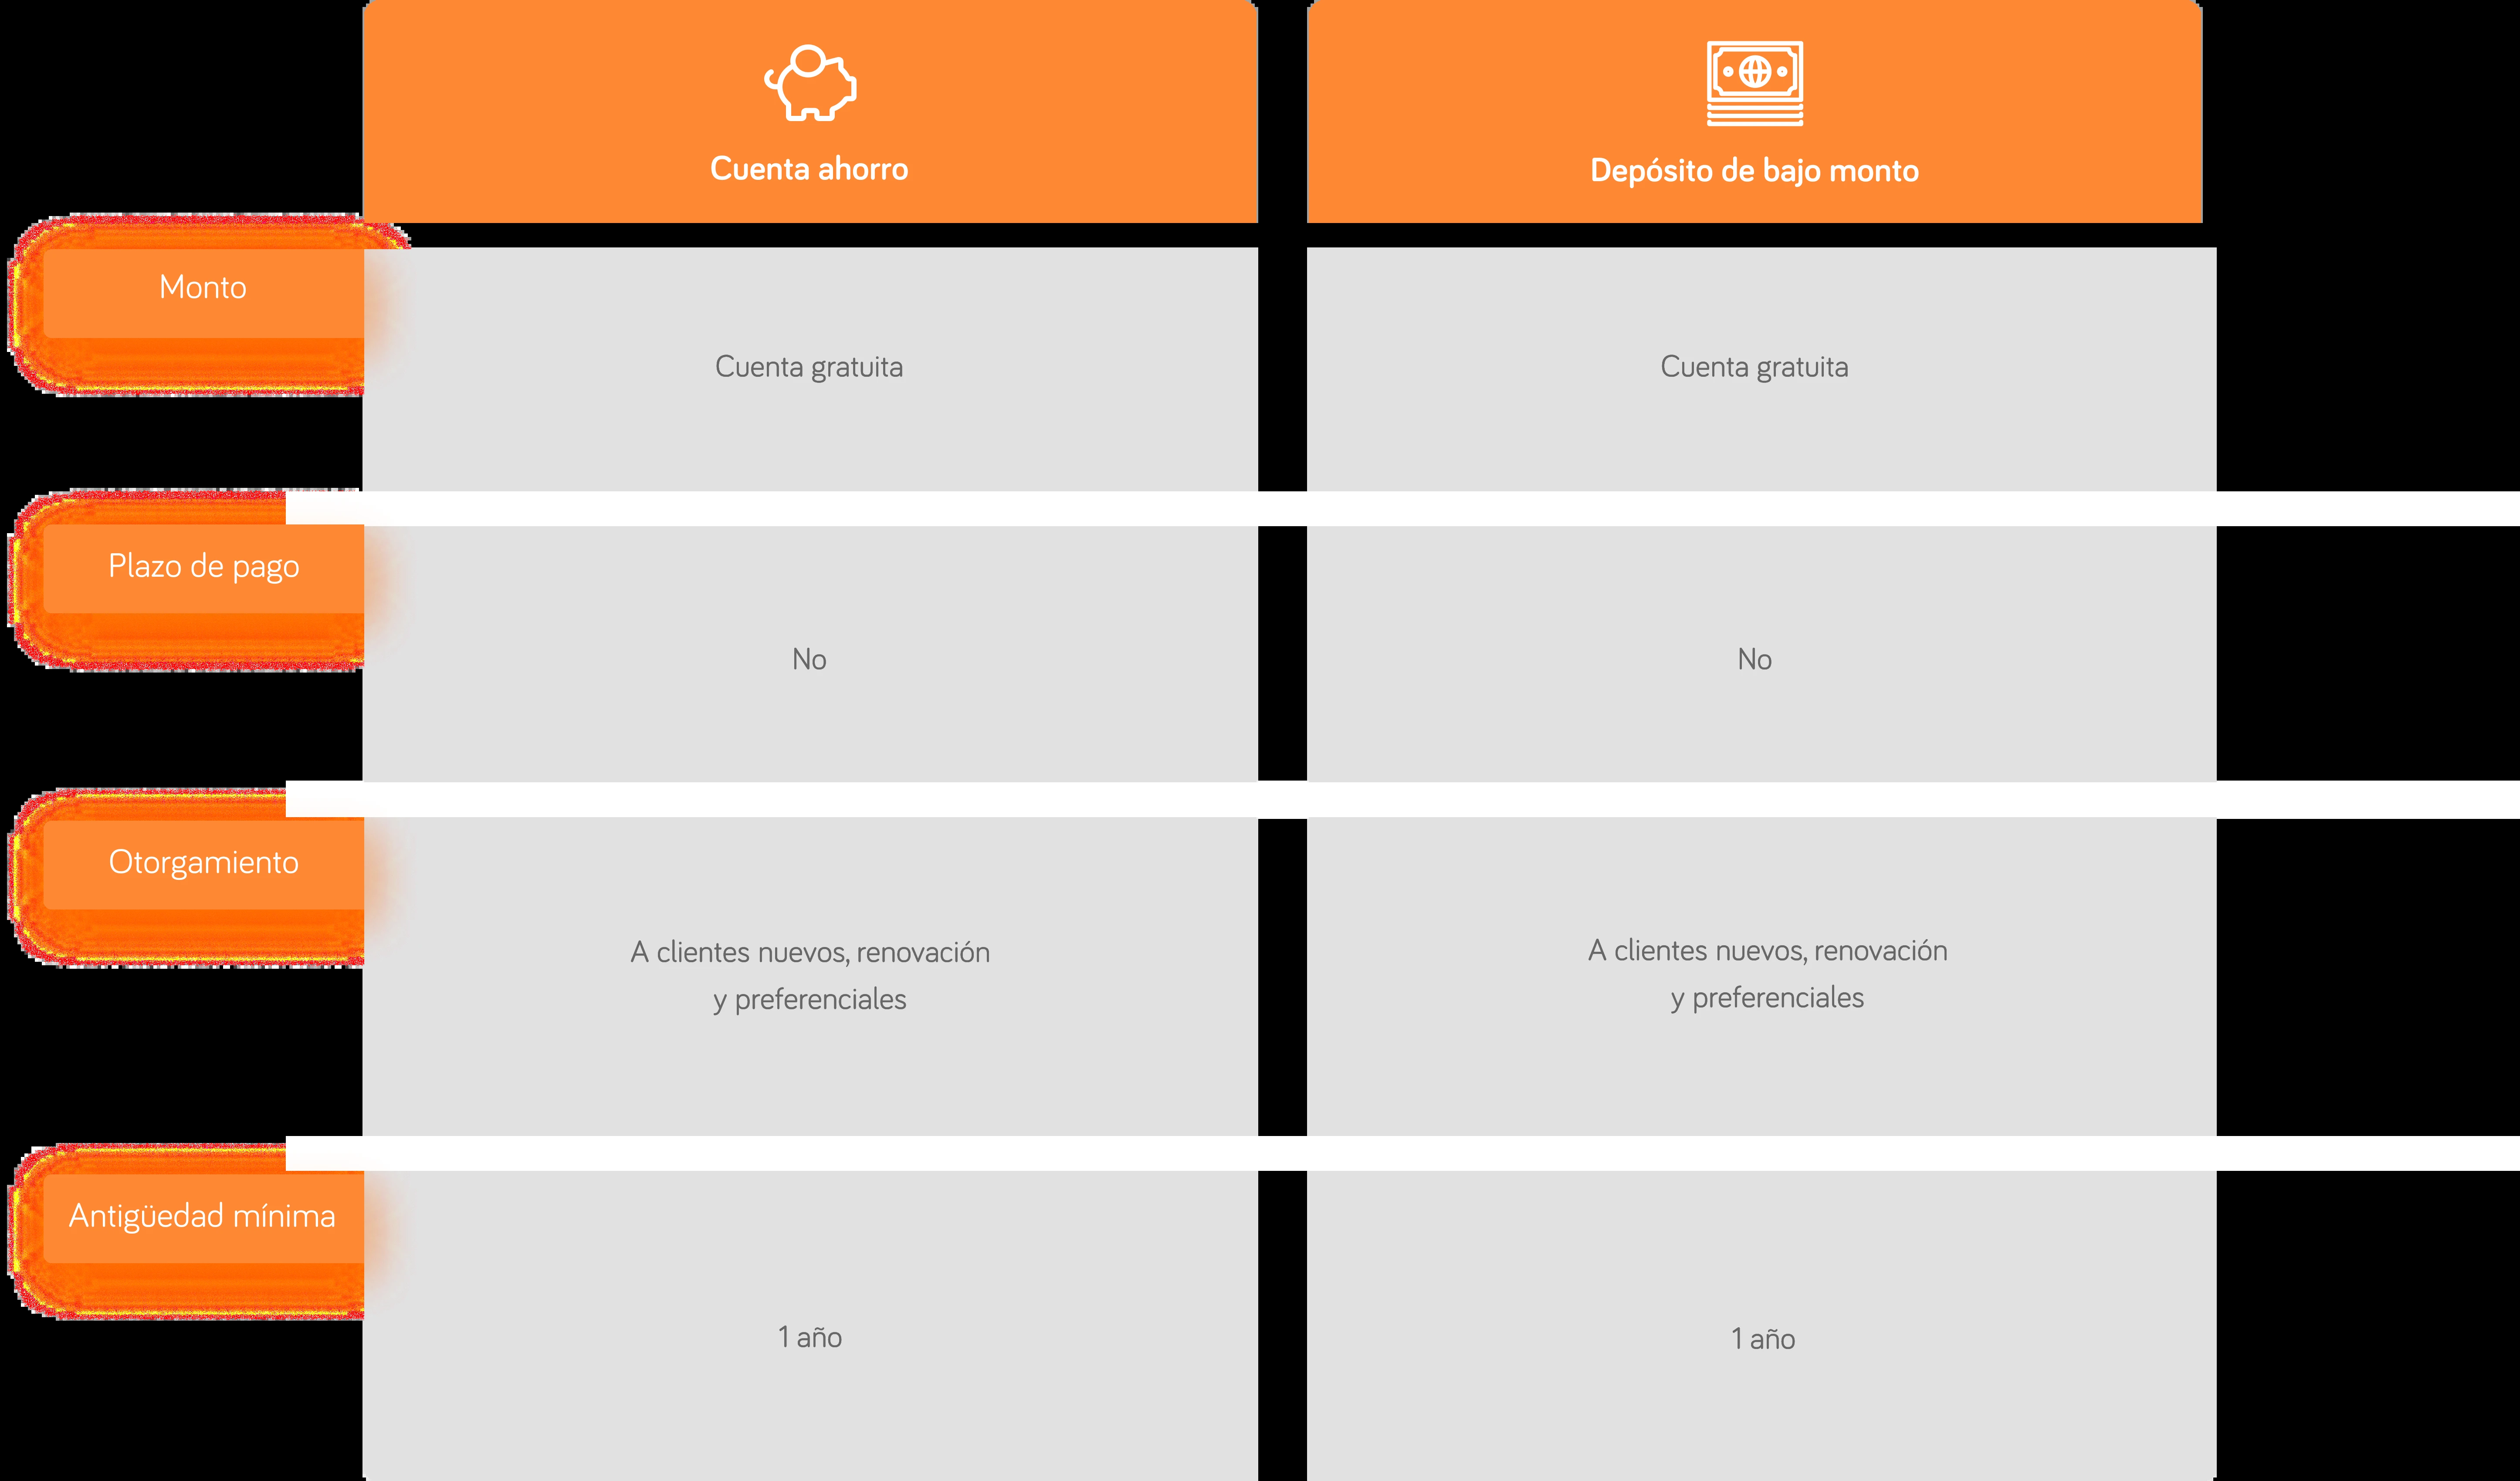 Cuenta ahorro
Depósito de bajo monto
Monto
Cuenta gratuita
Cuenta gratuita
Plazo de pago
No
No
Otorgamiento
A clientes nuevos, renovación
y preferenciales
A clientes nuevos, renovación
y preferenciales
Antigüedad mínima
1 año
1 año